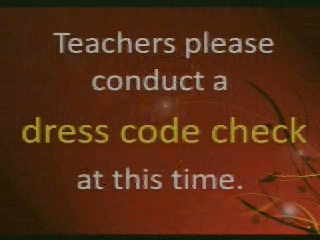 Teachers please
conduct a
dress code check
at this time.